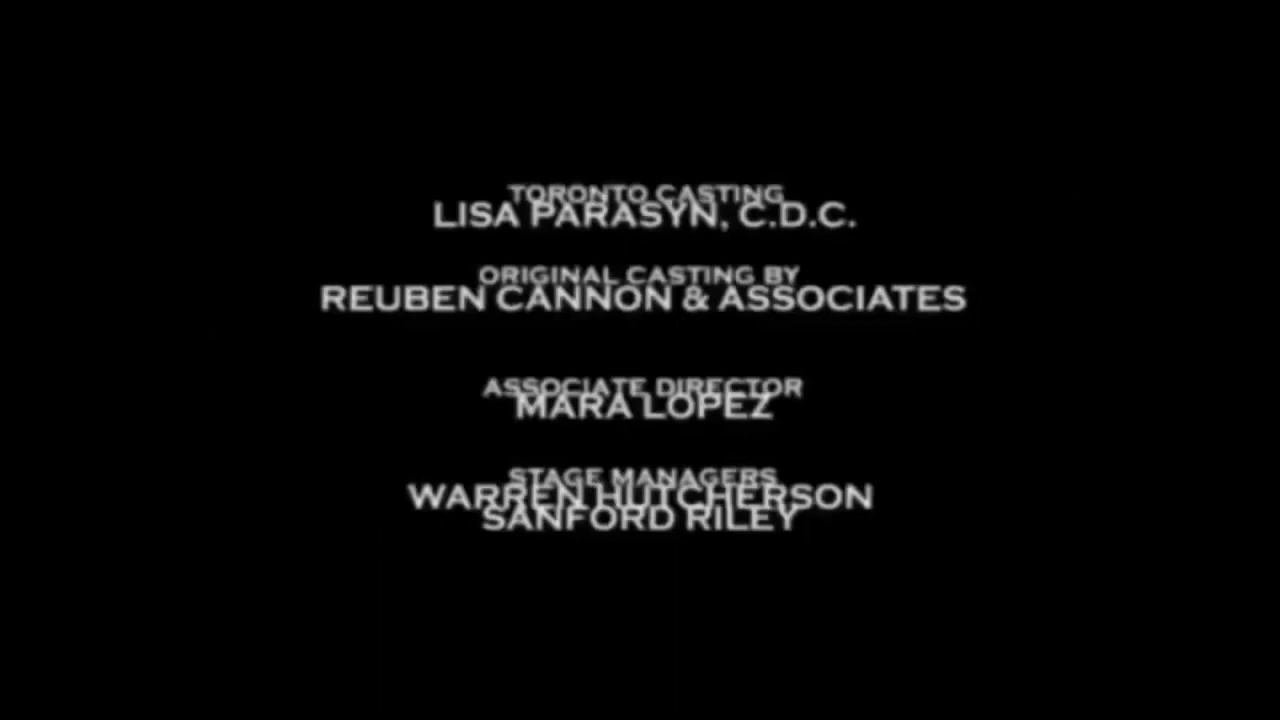 TORONTO CASTING
LISA PARASYN, C.D.C.
ORIGINAL CASTING BY
REUBEN CANNON & ASSOCIATES
ASSOCIATE DIRECTOR
MARA LOPEZ
STAGE MANAGERS
WARREN HUTCHERSON
SANFORD RILEY